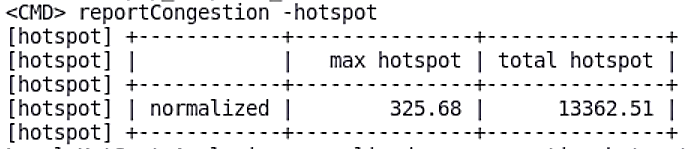 <CMD> reportCongestion -hotspot
[hotspot] +------------+---------------+---------------+
[hotspot] |            |   max hotspot | total hotspot |
[hotspot] +------------+---------------+---------------+
[hotspot] | normalized |        325.68 |      13362.51 |
[hotspot] +------------+---------------+---------------+